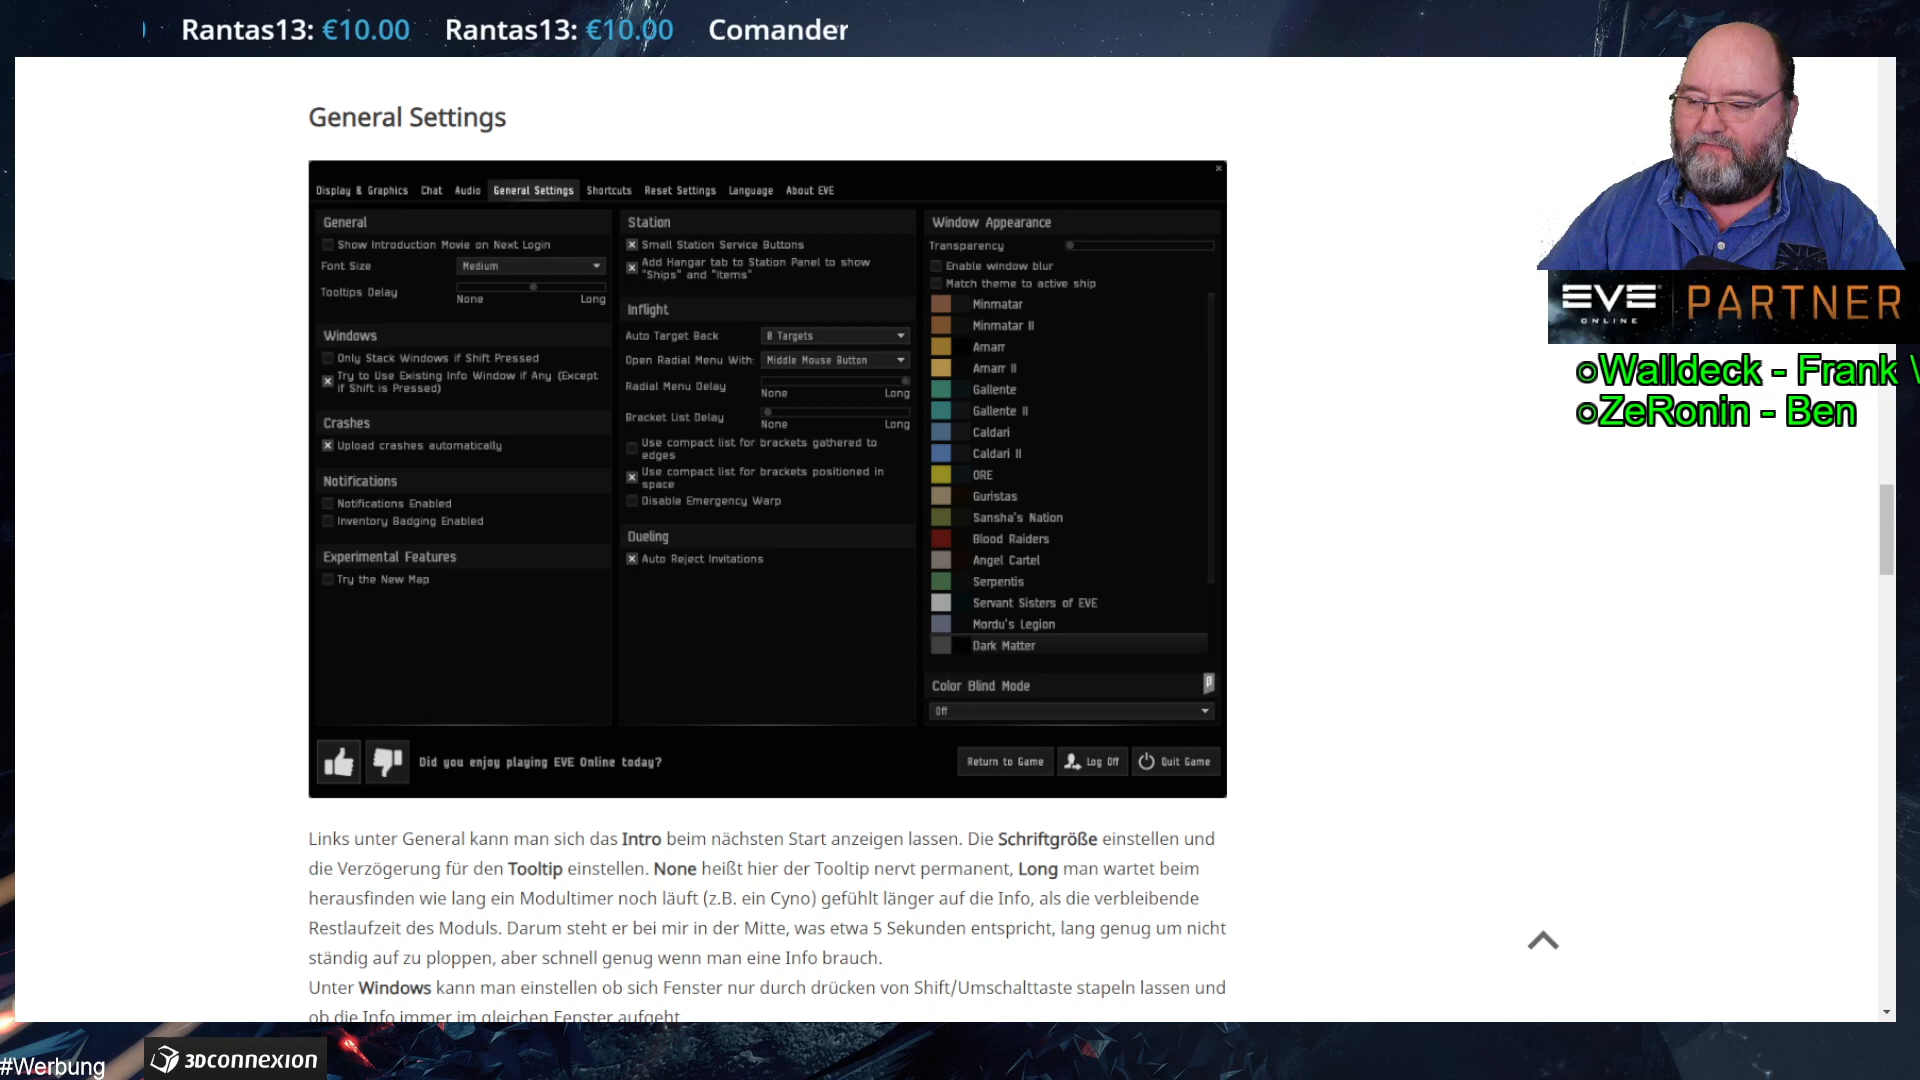 Rantas13: €10.00 Rantas13: €10.00 Comander
General Settings
Display & Graphics Chat Audio General Settings Shortcuts Reset Settings Language About EVE
General
Show Introduction Movie on Next Login
Font Size Medium
Tooltips Delay
None Long
Windows
Only Stack Windows if Shift Pressed
Try to Use Existing Info Window if Any (Except
if Shift is Pressed)
Crashes
Upload crashes automatically
Notifications
Notifications Enabled
Inventory Badging Enabled
Experimental Features
Try the New Map
Station
Small Station Service Buttons
Add Hangar tab to Station Panel to show
"Ships" and "Items"
Inflight
Auto Target Back 0 Targets
Open Radial Menu With: Middle Mouse Button
Radial Menu Delay
None Long
Bracket List Delay
None Long
Use compact list for brackets gathered to
edges
Use compact list for brackets positioned in
space
Disable Emergency Warp
Dueling
Auto Reject Invitations
Window Appearance
Transparency
Enable window blur
Match theme to active ship
Minmatar
Minmatar II
Amarr
Amarr II
Gallente
Gallente II
Caldari
Caldari II
ORE
Guristas
Sansha's Nation
Blood Raiders
Angel Cartel
Serpentis
Servant Sisters of EVE
Mordu's Legion
Dark Matter
Color Blind Mode β
Off
Did you enjoy playing EVE Online today?
Return to Game Log Off Quit Game
Links unter General kann man sich das Intro beim nächsten Start anzeigen lassen. Die Schriftgröße einstellen und
die Verzögerung für den Tooltip einstellen. None heißt hier der Tooltip nervt permanent, Long man wartet beim
herausfinden wie lang ein Modultimer noch läuft (z.B. ein Cyno) gefühlt länger auf die Info, als die verbleibende
Restlaufzeit des Moduls. Darum steht er bei mir in der Mitte, was etwa 5 Sekunden entspricht, lang genug um nicht
ständig auf zu ploppen, aber schnell genug wenn man eine Info brauch.
Unter Windows kann man einstellen ob sich Fenster nur durch drücken von Shift/Umschalttaste stapeln lassen und
ob die Info immer im gleichen Fenster aufgeht
EVE ONLINE PARTNER
Walldeck - Frank
ZeRonin - Ben
#Werbung 3DCONNEXION